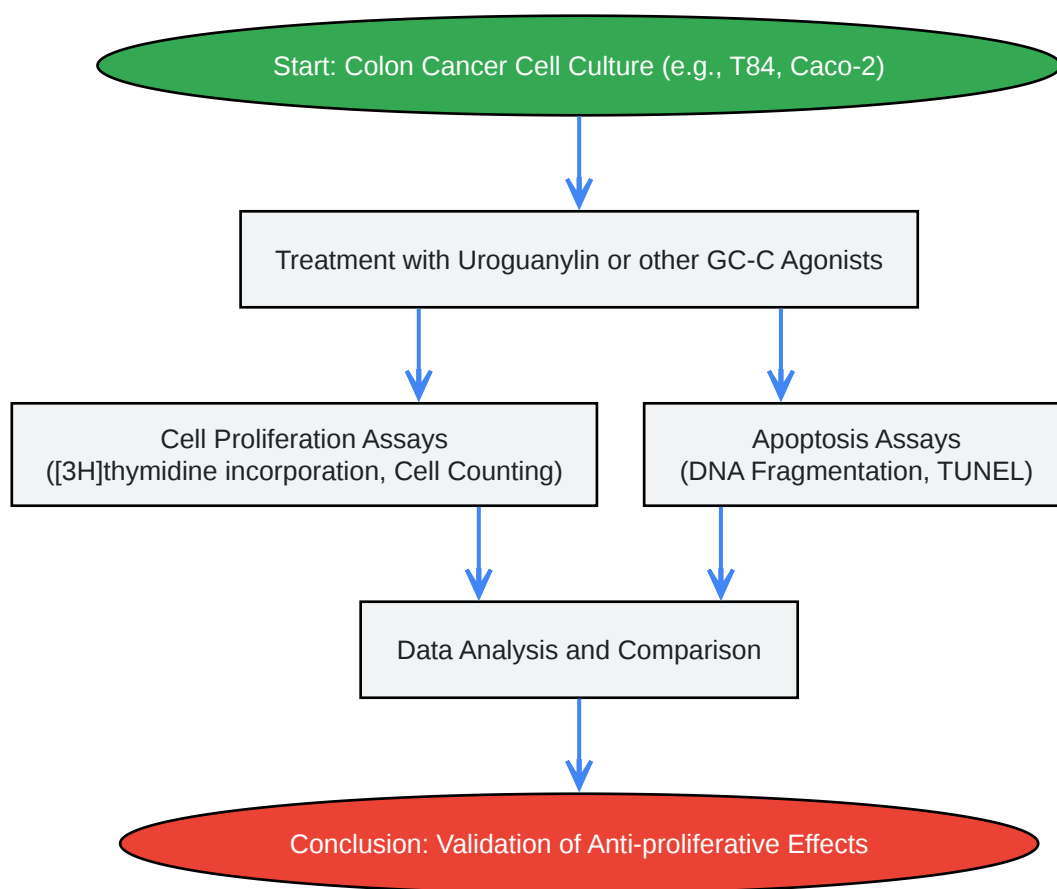 Start: Colon Cancer Cell Culture (e.g., T84, Caco-2)
Treatment with Uroguanylin or other GC-C Agonists
Cell Proliferation Assays
([3H]thymidine incorporation, Cell Counting)
Apoptosis Assays
(DNA Fragmentation, TUNEL)
Data Analysis and Comparison
Conclusion: Validation of Anti-proliferative Effects